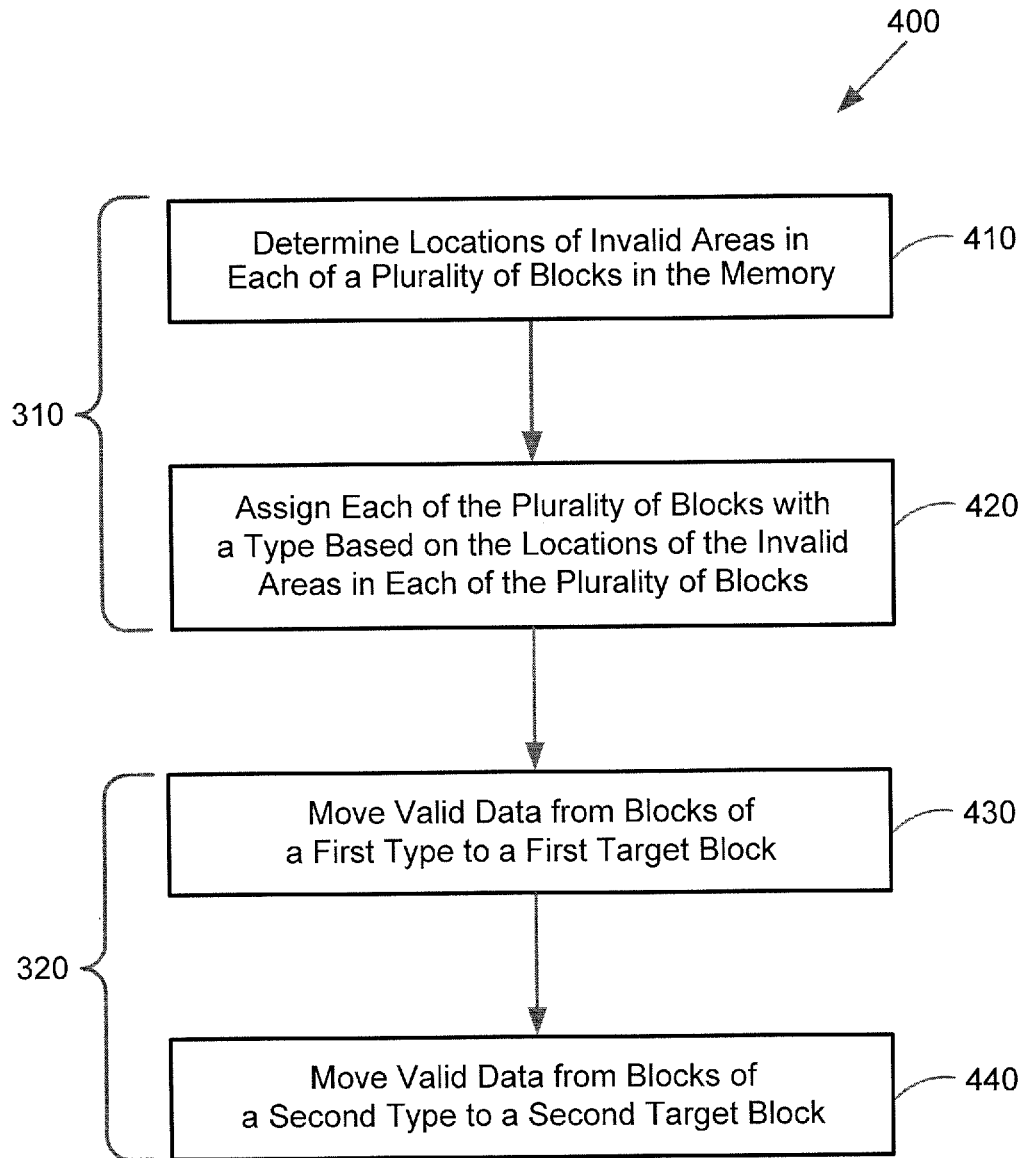 400
Determine Locations of Invalid Areas in
Each of a Plurality of Blocks in the Memory
410
310
Assign Each of the Plurality of Blocks with
a Type Based on the Locations of the Invalid
Areas in Each of the Plurality of Blocks
420
Move Valid Data from Blocks of
a First Type to a First Target Block
430
320
Move Valid Data from Blocks of
a Second Type to a Second Target Block
440